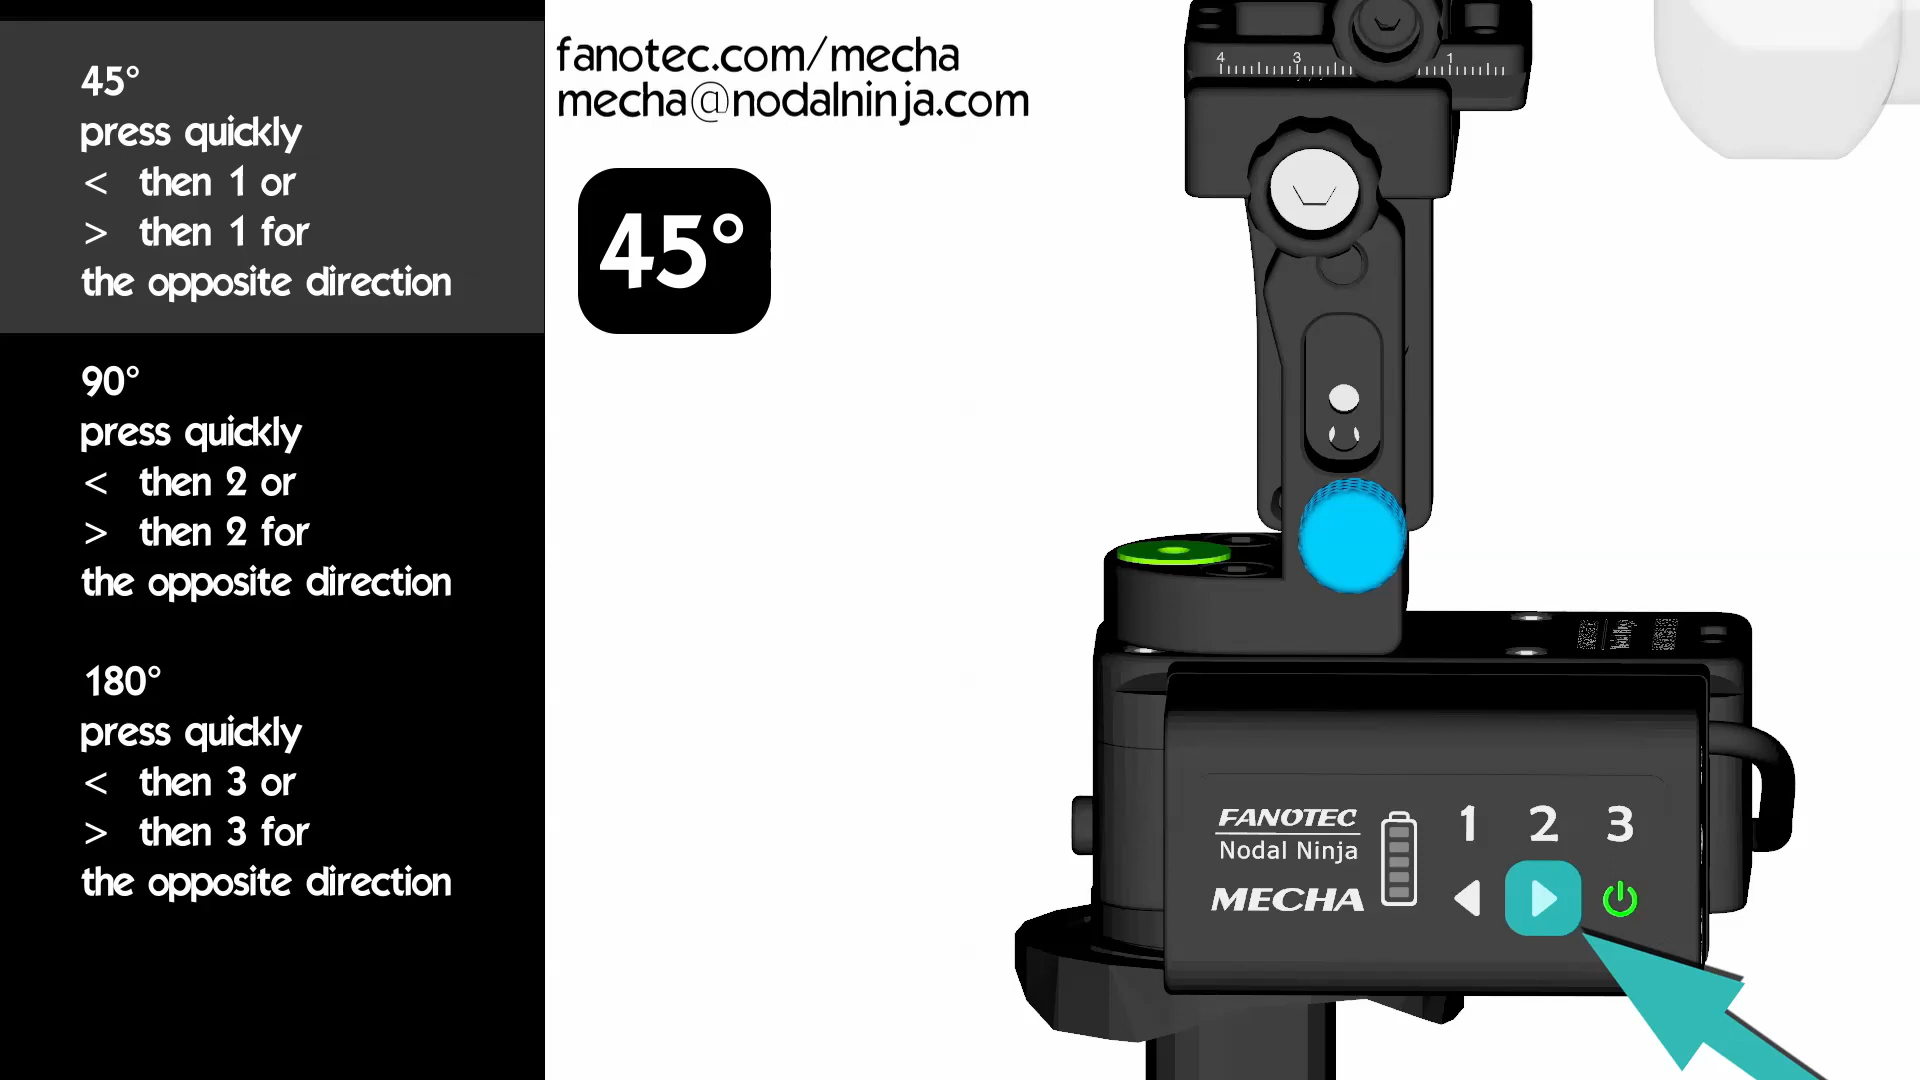 45°
press quickly
< then 1 or
> then 1 for
the opposite direction
90°
press quickly
< then 2 or
> then 2 for
the opposite direction
180°
press quickly
< then 3 or
> then 3 for
the opposite direction
fanotec.com/mecha
mecha@nodalninja.com
45°
4 3 1
FANOTEC
Nodal Ninja
MECHA
1 2 3